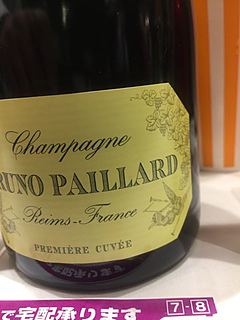 Champagne
RUNO PAILLARD
Reims-France
PREMIÈRE CUVÉE
で宅配承ります
7-8